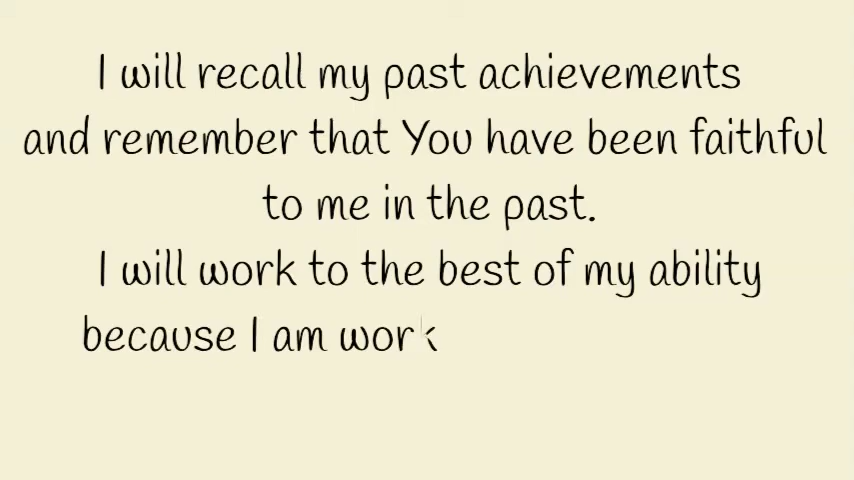 I will recall my past achievements
and remember that You have been faithful
to me in the past.
I will work to the best of my ability
because I am work